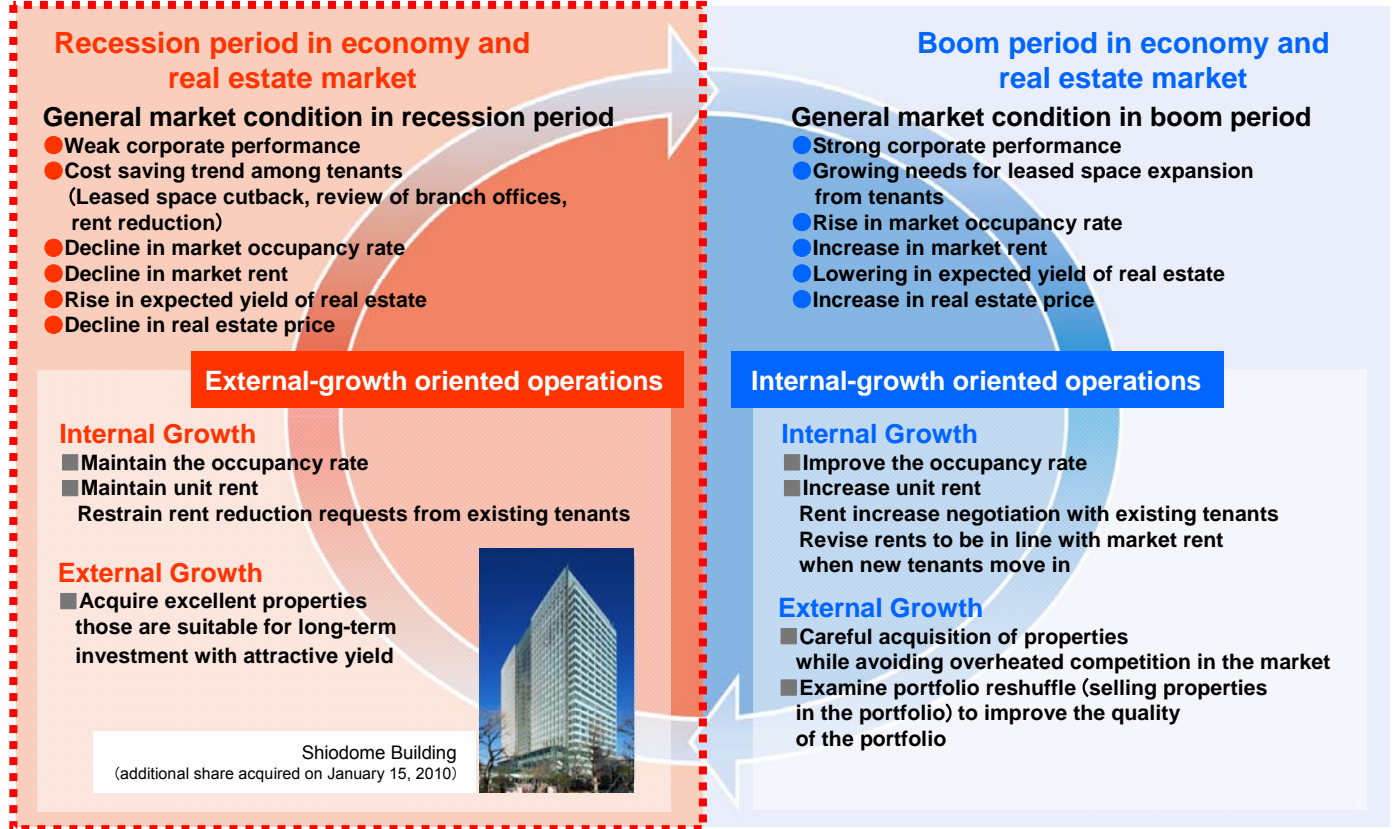 Recession period in economy and
real estate market
General market condition in recession period
●Weak corporate performance
●Cost saving trend among tenants
(Leased space cutback, review of branch offices,
rent reduction)
●Decline in market occupancy rate
●Decline in market rent
●Rise in expected yield of real estate
●Decline in real estate price
External-growth oriented operations
Internal Growth
■Maintain the occupancy rate
■Maintain unit rent
Restrain rent reduction requests from existing tenants
External Growth
■Acquire excellent properties
those are suitable for long-term
investment with attractive yield
Shiodome Building
(additional share acquired on January 15, 2010)
Boom period in economy and
real estate market
General market condition in boom period
●Strong corporate performance
●Growing needs for leased space expansion
from tenants
●Rise in market occupancy rate
●Increase in market rent
●Lowering in expected yield of real estate
●Increase in real estate price
Internal-growth oriented operations
Internal Growth
■Improve the occupancy rate
■Increase unit rent
Rent increase negotiation with existing tenants
Revise rents to be in line with market rent
when new tenants move in
External Growth
■Careful acquisition of properties
while avoiding overheated competition in the market
■Examine portfolio reshuffle (selling properties
in the portfolio) to improve the quality
of the portfolio